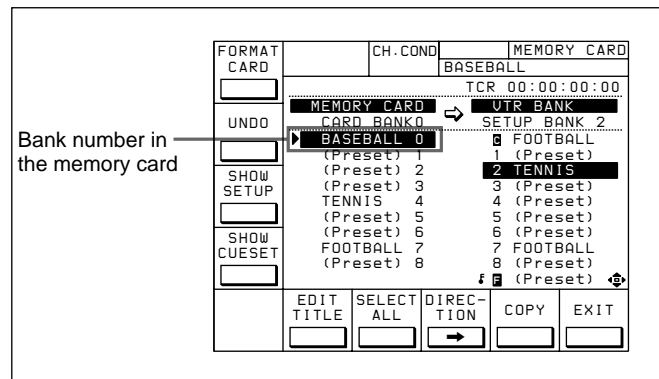 FORMAT CARD
CH.COND
MEMORY CARD
BASEBALL
TCR 00:00:00:00
MEMORY CARD ⇨ VTR BANK
UNDO
CARD BANK0 SETUP BANK 2
Bank number in
the memory card
BASEBALL 0 C FOOTBALL
(Preset) 1 1 (Preset)
(Preset) 2 2 TENNIS
(Preset) 3 3 (Preset)
SHOW SETUP
TENNIS 4 4 (Preset)
(Preset) 5 5 (Preset)
(Preset) 6 6 (Preset)
SHOW CUESET
FOOTBALL 7 7 FOOTBALL
(Preset) 8 8 (Preset)
F (Preset)
EDIT TITLE
SELECT ALL
DIREC-
TION
COPY
EXIT